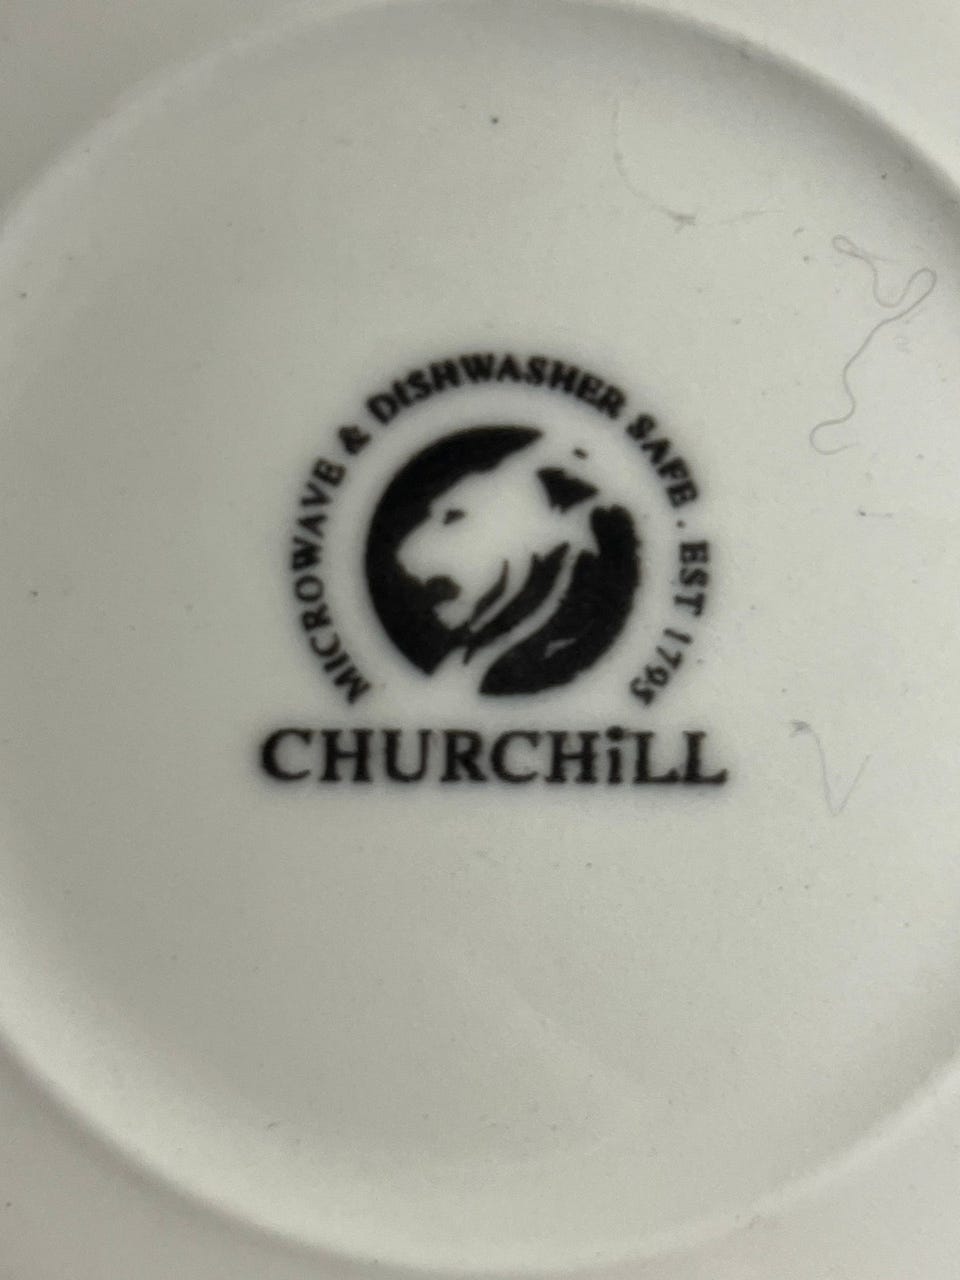 MICROWAVE & DISHWASHER SAFE . EST 1795
CHURCHiLL